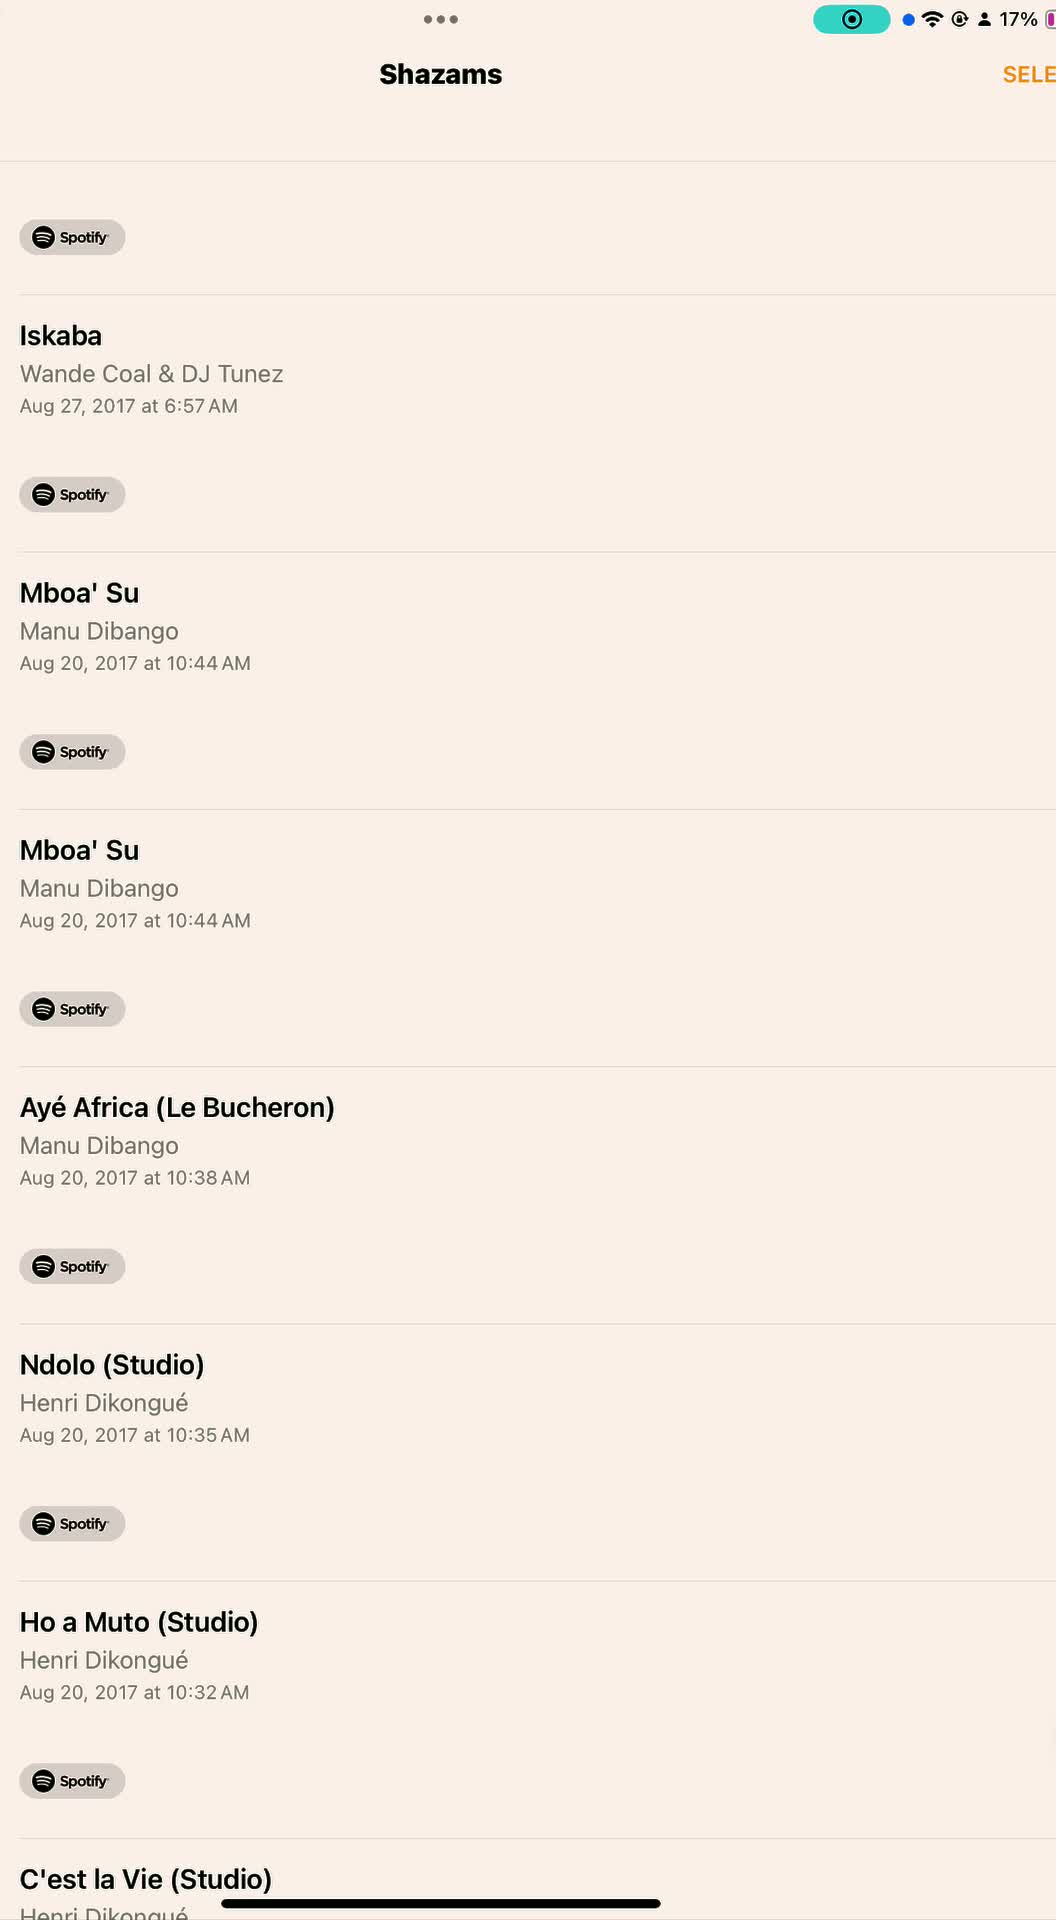 17%
Shazams
SELE
Spotify
Iskaba
Wande Coal & DJ Tunez
Aug 27, 2017 at 6:57 AM
Spotify
Mboa' Su
Manu Dibango
Aug 20, 2017 at 10:44 AM
Spotify
Mboa' Su
Manu Dibango
Aug 20, 2017 at 10:44 AM
Spotify
Ayé Africa (Le Bucheron)
Manu Dibango
Aug 20, 2017 at 10:38 AM
Spotify
Ndolo (Studio)
Henri Dikongué
Aug 20, 2017 at 10:35 AM
Spotify
Ho a Muto (Studio)
Henri Dikongué
Aug 20, 2017 at 10:32 AM
Spotify
C'est la Vie (Studio)
Henri Dikongué